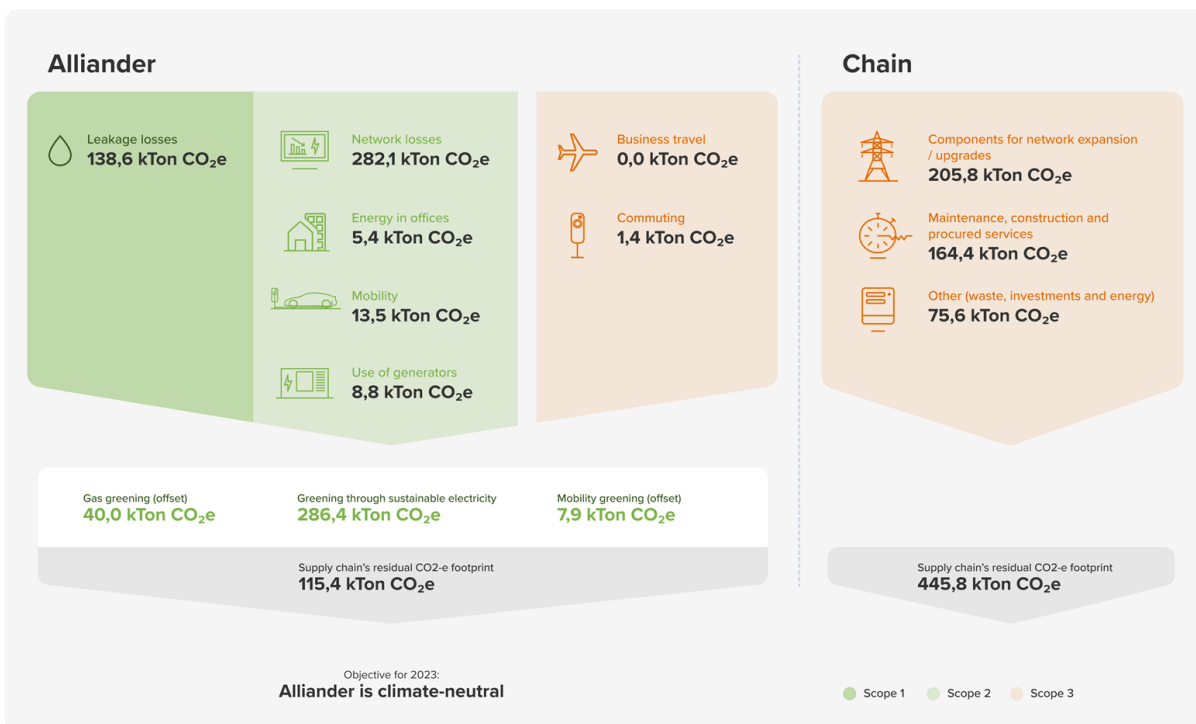 Alliander
Leakage losses
138,6 kTon CO₂e
Network losses
282,1 kTon CO₂e
Energy in offices
5,4 kTon CO₂e
Mobility
13,5 kTon CO₂e
Use of generators
8,8 kTon CO₂e
Business travel
0,0 kTon CO₂e
Commuting
1,4 kTon CO₂e
Gas greening (offset)
40,0 kTon CO₂e
Greening through sustainable electricity
286,4 kTon CO₂e
Mobility greening (offset)
7,9 kTon CO₂e
Supply chain's residual CO2-e footprint
115,4 kTon CO₂e
Objective for 2023:
Alliander is climate-neutral
Chain
Components for network expansion
/ upgrades
205,8 kTon CO₂e
Maintenance, construction and
procured services
164,4 kTon CO₂e
Other (waste, investments and energy)
75,6 kTon CO₂e
Supply chain's residual CO2-e footprint
445,8 kTon CO₂e
Scope 1
Scope 2
Scope 3